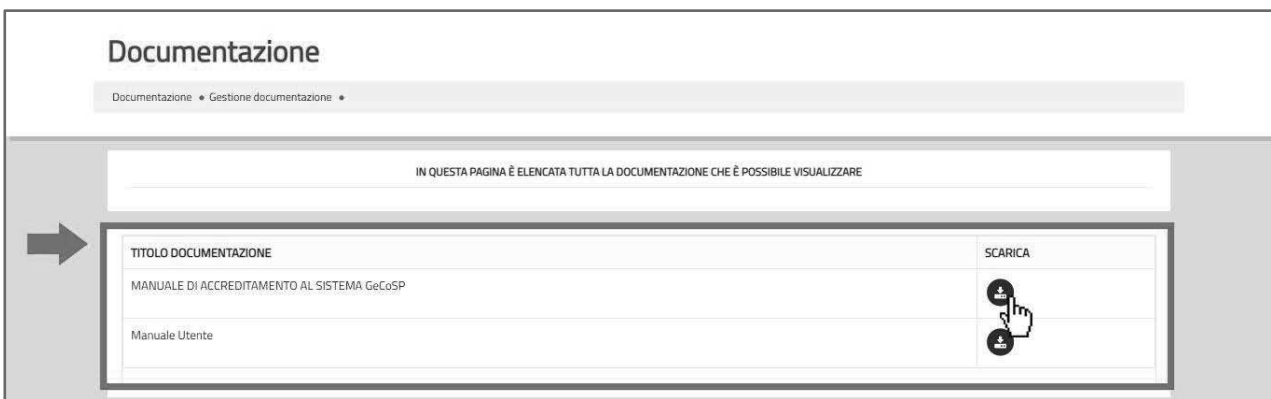 Documentazione
Documentazione • Gestione documentazione •
IN QUESTA PAGINA È ELENCATA TUTTA LA DOCUMENTAZIONE CHE È POSSIBILE VISUALIZZARE
TITOLO DOCUMENTAZIONE SCARICA
MANUALE DI ACCREDITAMENTO AL SISTEMA GeCoSP
Manuale Utente